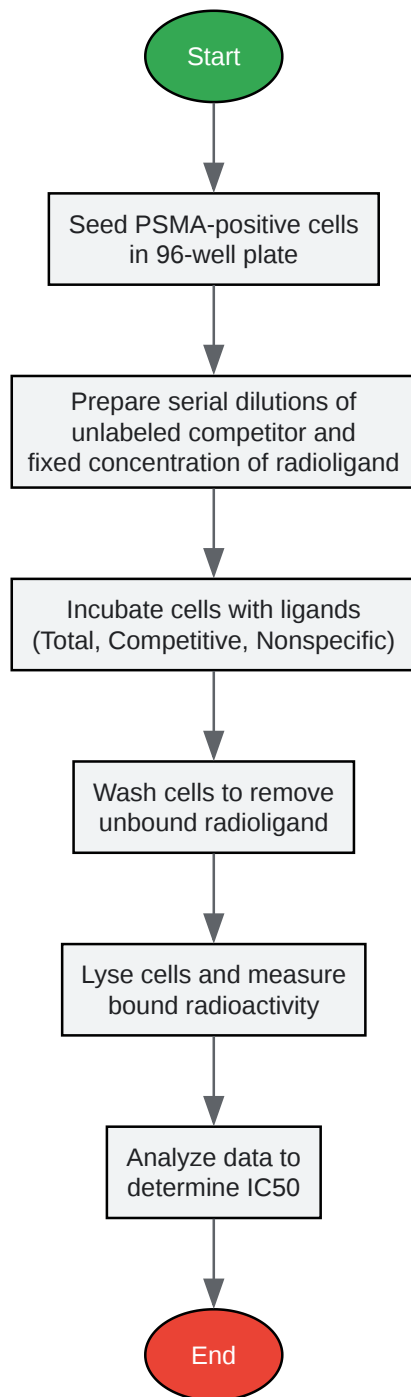 Start
Seed PSMA-positive cells
in 96-well plate
Prepare serial dilutions of
unlabeled competitor and
fixed concentration of radioligand
Incubate cells with ligands
(Total, Competitive, Nonspecific)
Wash cells to remove
unbound radioligand
Lyse cells and measure
bound radioactivity
Analyze data to
determine IC50
End